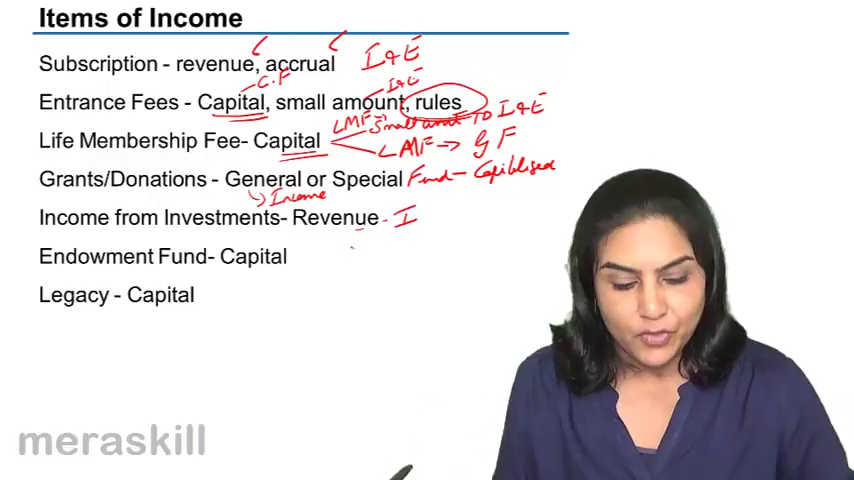 Items of Income
Subscription - revenue, accrual I & E
C.F I & E
Entrance Fees - Capital, small amount, rules
LMF → small amt TO I & E
Life Membership Fee- Capital
LMF → G F
Grants/Donations - General or Special Fund - Capitalised
Income
Income from Investments- Revenue - I
Endowment Fund- Capital
Legacy - Capital
meraskill